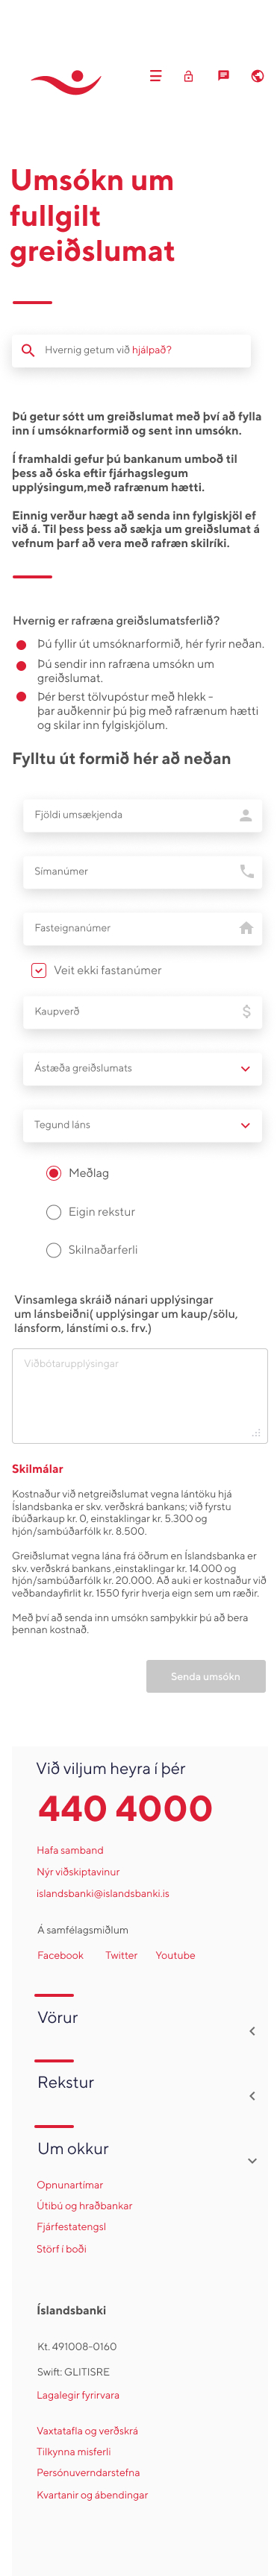 Umsókn um
fullgilt
greiðslumat
Hvernig getum við hjálpað?
Þú getur sótt um greiðslumat með því að fylla
inn í umsóknarformið og sent inn umsókn.
Í framhaldi gefur þú bankanum umboð til
þess að óska eftir fjárhagslegum
upplýsingum,með rafrænum hætti.
Einnig verður hægt að senda inn fylgiskjöl ef
við á. Til þess þess að sækja um greiðslumat á
vefnum þarf að vera með rafræn skilríki.
Hvernig er rafræna greiðslumatsferlið?
Þú fyllir út umsóknarformið, hér fyrir neðan.
Þú sendir inn rafræna umsókn um
greiðslumat.
Þér berst tölvupóstur með hlekk -
þar auðkennir þú þig með rafrænum hætti
og skilar inn fylgiskjölum.
Fylltu út formið hér að neðan
Fjöldi umsækjenda
Símanúmer
Fasteignanúmer
Veit ekki fastanúmer
Kaupverð
Ástæða greiðslumats
Tegund láns
Meðlag
Eigin rekstur
Skilnaðarferli
Vinsamlega skráið nánari upplýsingar
um lánsbeiðni( upplýsingar um kaup/sölu,
lánsform, lánstími o.s. frv.)
Viðbótarupplýsingar
Skilmálar
Kostnaður við netgreiðslumat vegna lántöku hjá
Íslandsbanka er skv. verðskrá bankans; við fyrstu
íbúðarkaup kr. 0, einstaklingar kr. 5.300 og
hjón/sambúðarfólk kr. 8.500.
Greiðslumat vegna lána frá öðrum en Íslandsbanka er
skv. verðskrá bankans ,einstaklingar kr. 14.000 og
hjón/sambúðarfólk kr. 20.000. Að auki er kostnaður við
veðbandayfirlit kr. 1550 fyrir hverja eign sem um ræðir.
Með því að senda inn umsókn samþykkir þú að bera
þennan kostnað.
Senda umsókn
Við viljum heyra í þér
440 4000
Hafa samband
Nýr viðskiptavinur
islandsbanki@islandsbanki.is
Á samfélagsmiðlum
Facebook Twitter Youtube
Vörur
Rekstur
Um okkur
Opnunartímar
Útibú og hraðbankar
Fjárfestatengsl
Störf í boði
Íslandsbanki
Kt. 491008-0160
Swift: GLITISRE
Lagalegir fyrirvara
Vaxtatafla og verðskrá
Tilkynna misferli
Persónuverndarstefna
Kvartanir og ábendingar